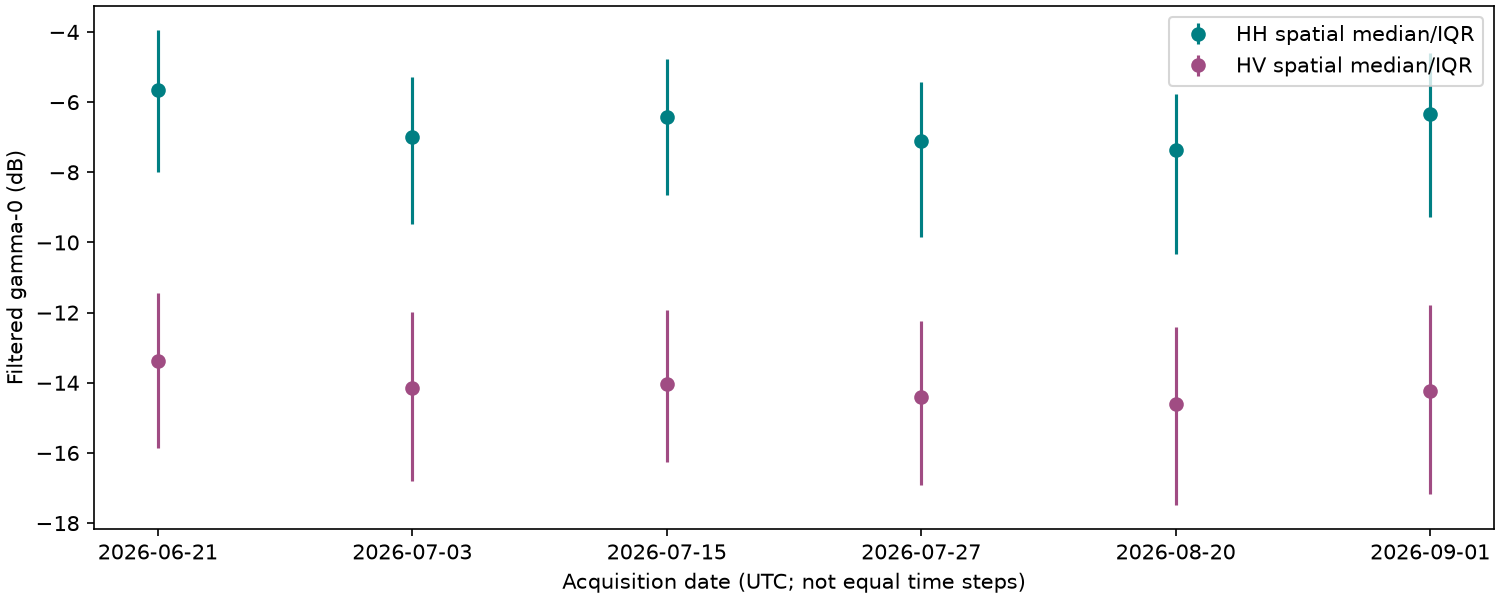 HH spatial median/IQR
HV spatial median/IQR
Filtered gamma-0 (dB)
−4
−6
−8
−10
−12
−14
−16
−18
2026-06-21 2026-07-03 2026-07-15 2026-07-27 2026-08-20 2026-09-01
Acquisition date (UTC; not equal time steps)